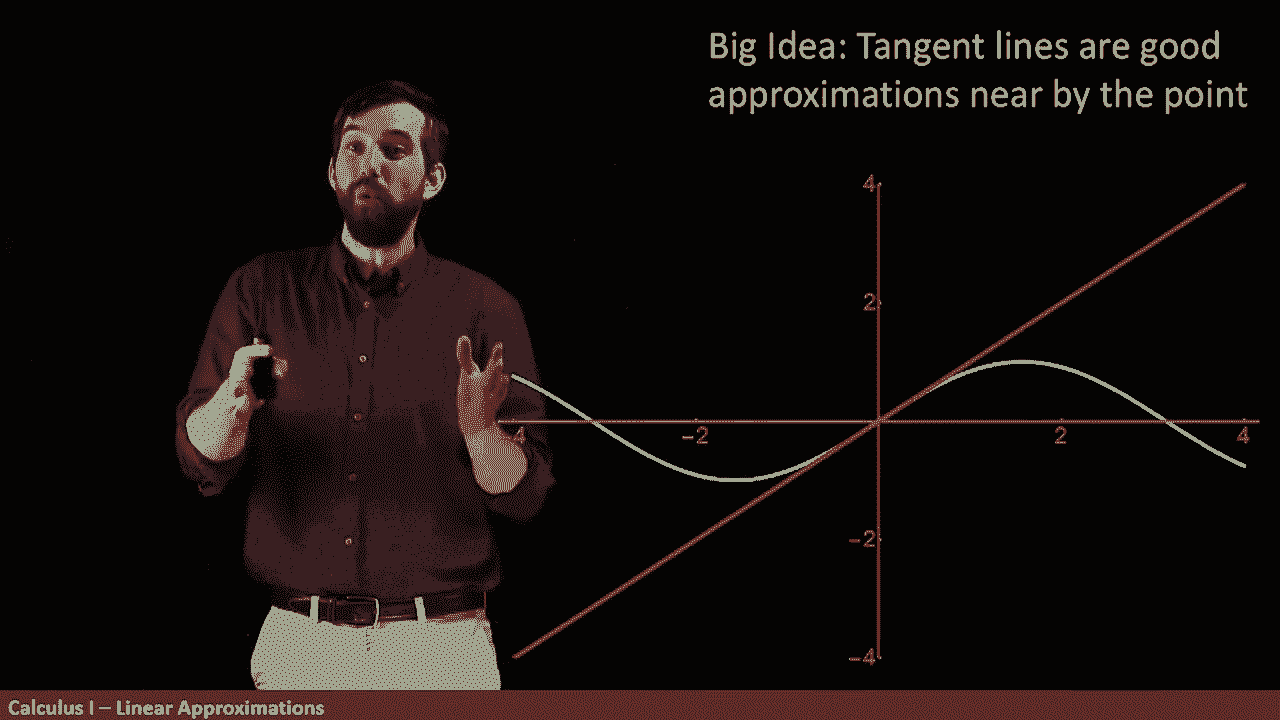 Big Idea: Tangent lines are good
approximations near by the point
4
2
-4
-2
2
4
-2
-4
Calculus I – Linear Approximations